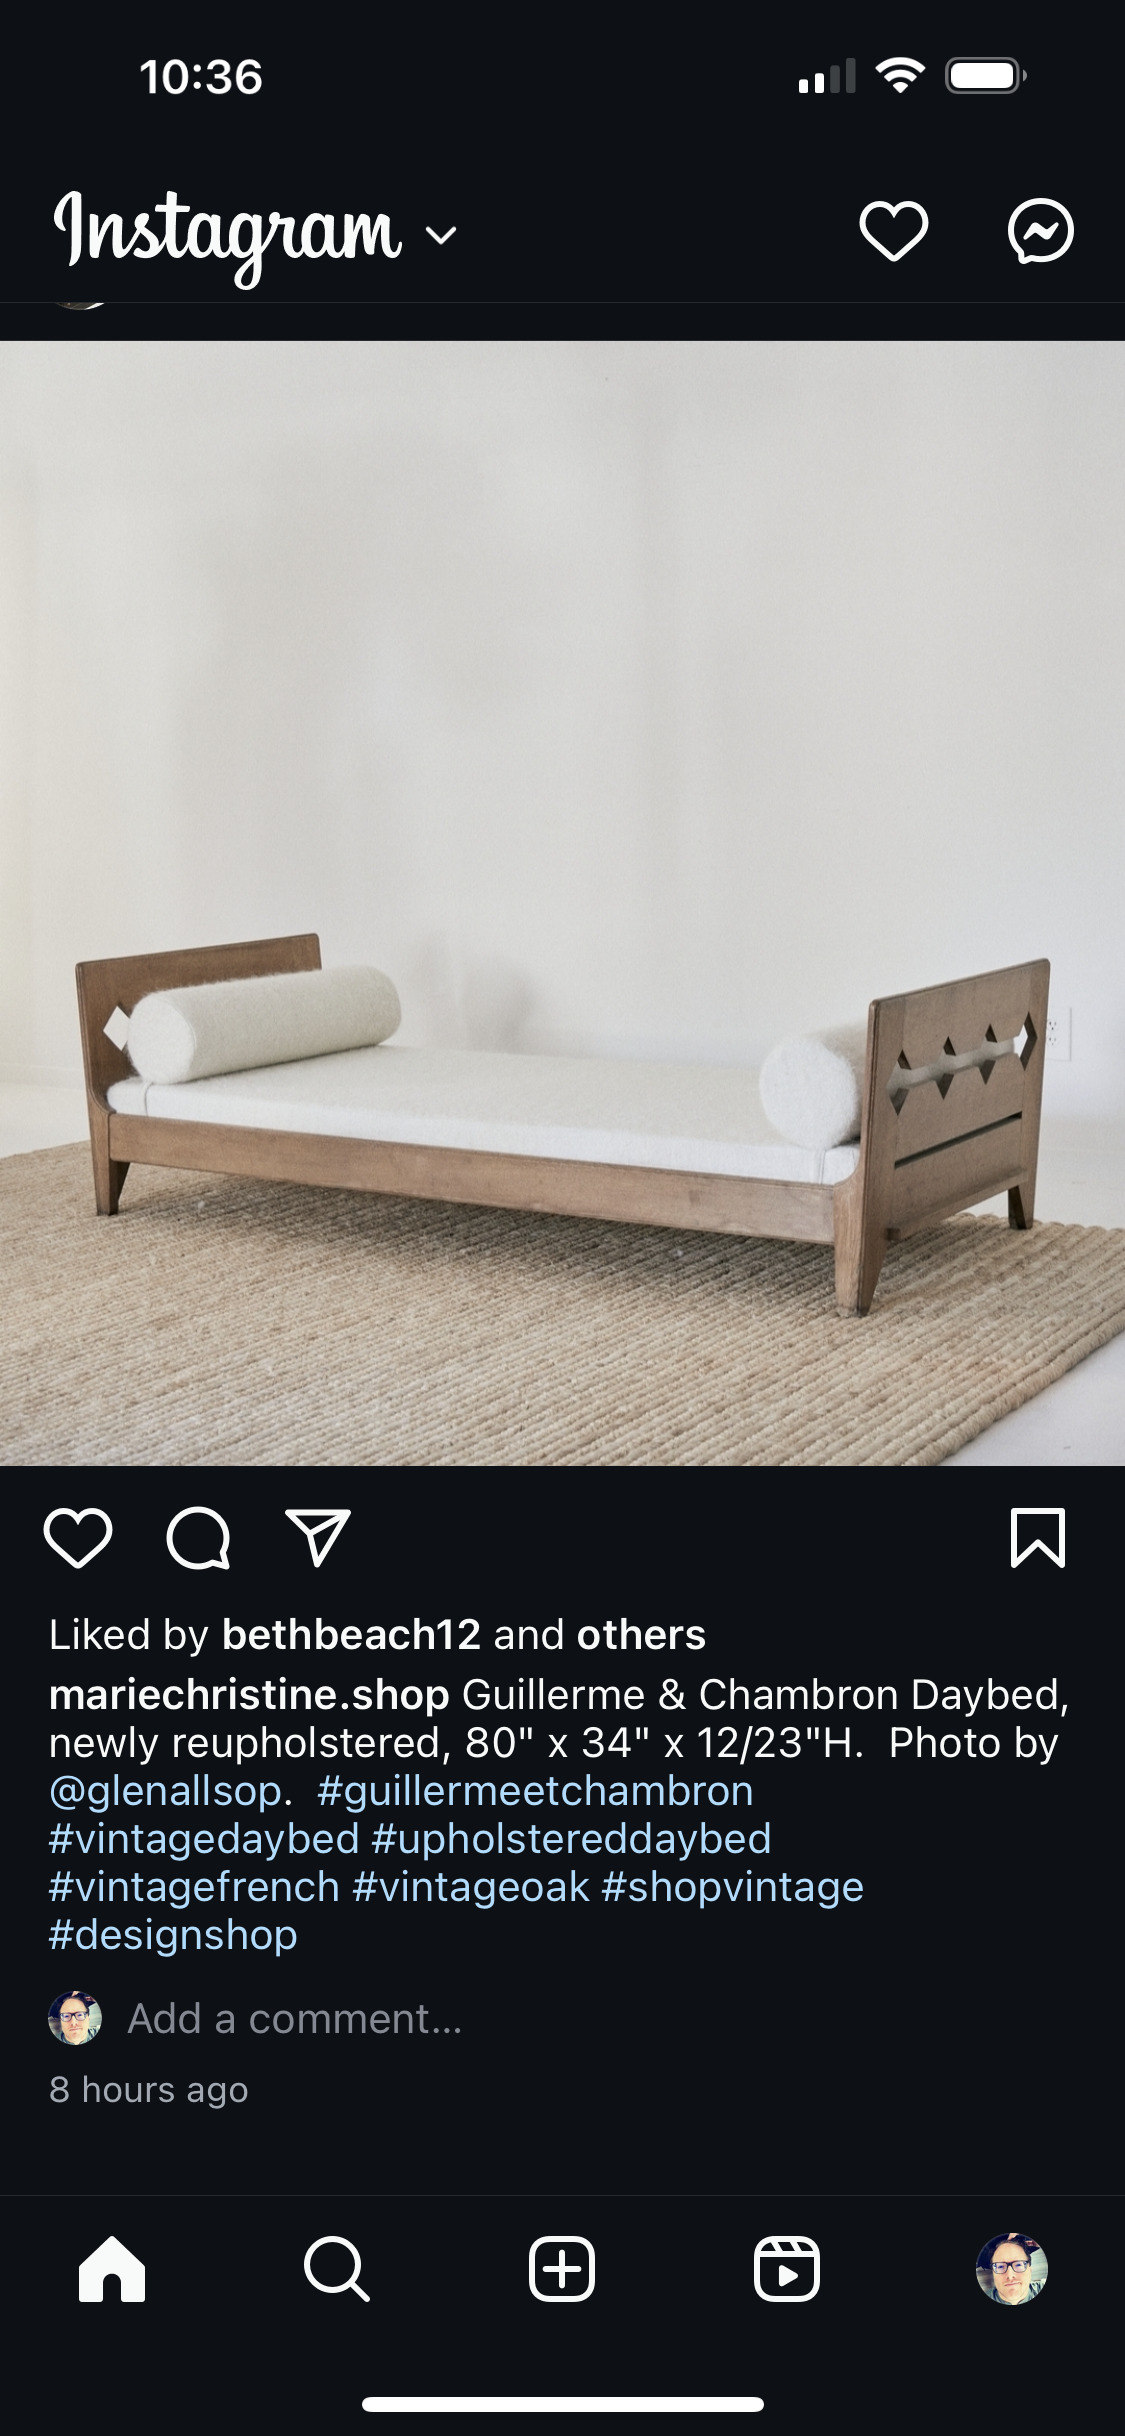 10:36
Instagram
Liked by bethbeach12 and others
mariechristine.shop Guillerme & Chambron Daybed,
newly reupholstered, 80" x 34" x 12/23"H.  Photo by
@glenallsop.  #guillermeetchambron
#vintagedaybed #upholstereddaybed
#vintagefrench #vintageoak #shopvintage
#designshop
Add a comment...
8 hours ago